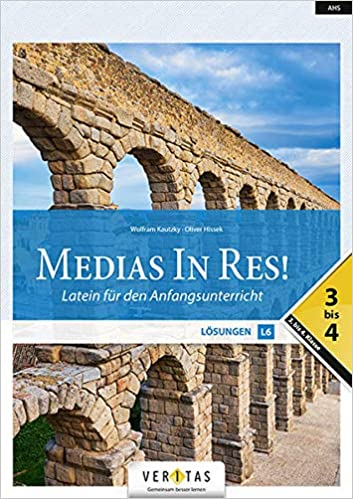 AHS
Wolfram Kautzky · Oliver Hissek
MEDIAS IN RES!
Latein für den Anfangsunterricht
LÖSUNGEN L6
3
bis
4
VERITAS
Gemeinsam besser lernen